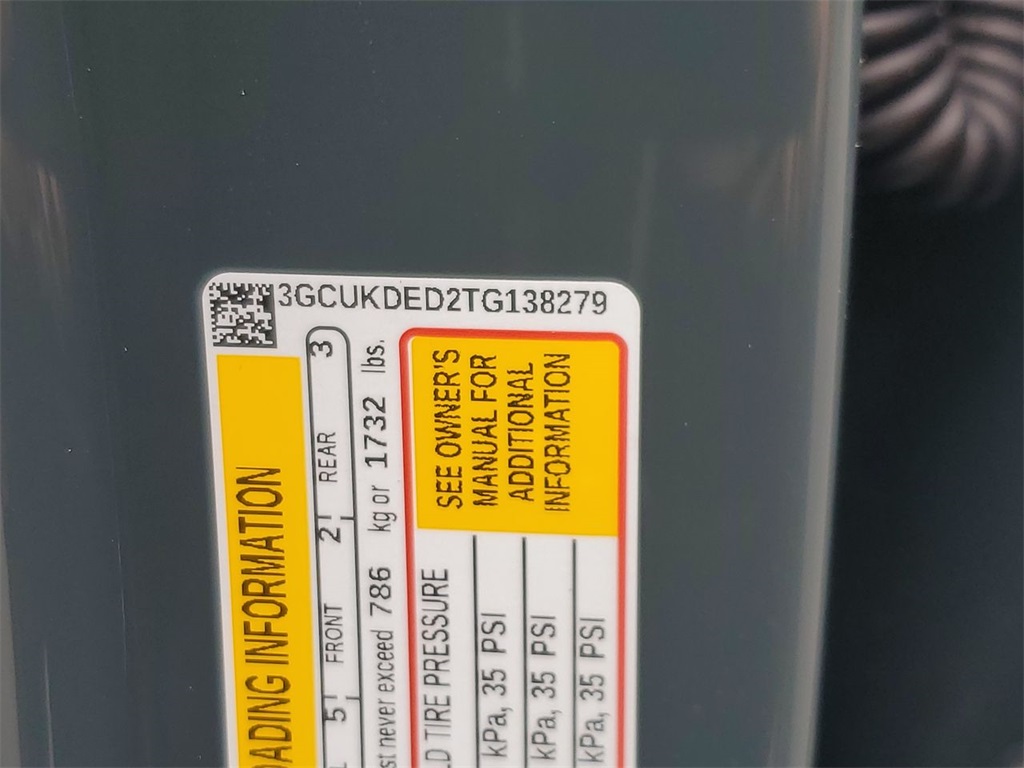 3GCUKDED2TG138279
ADING INFORMATION
5 FRONT 2 REAR 3
never exceed 786 kg or 1732 lbs.
TIRE PRESSURE
SEE OWNER'S
MANUAL FOR
ADDITIONAL
INFORMATION
kPa, 35 PSI
kPa, 35 PSI
kPa, 35 PSI